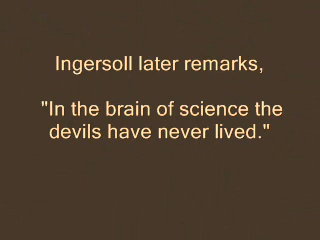 Ingersoll later remarks,
"In the brain of science the
devils have never lived."